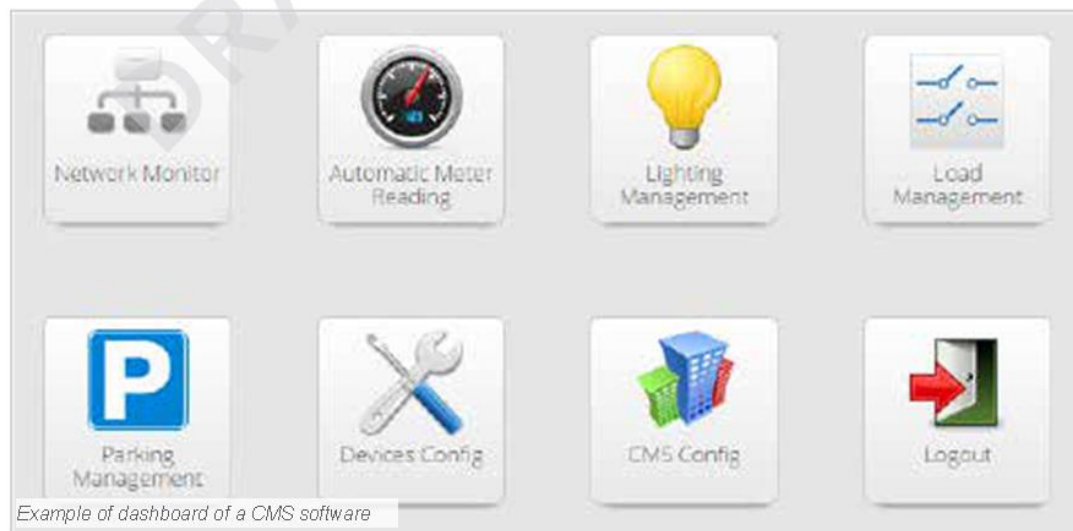 Network Monitor
Automatic Meter
Reading
Lighting
Management
Load
Management
P
Parking
Management
Devices Config
CMS Config
Logout
Example of dashboard of a CMS software